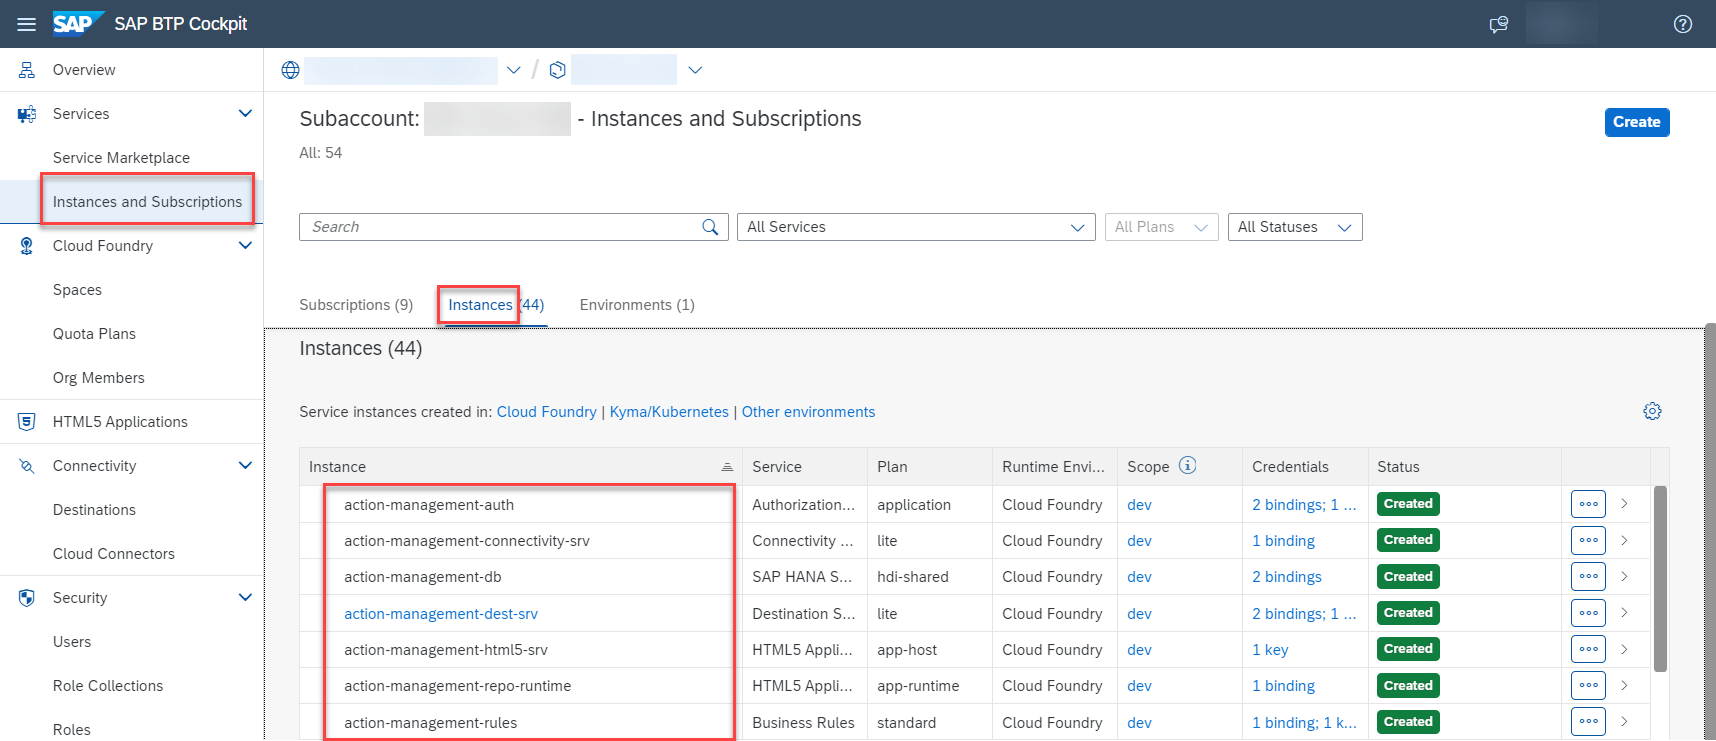 SAP SAP BTP Cockpit
Overview
Services
Service Marketplace
Instances and Subscriptions
Cloud Foundry
Spaces
Quota Plans
Org Members
HTML5 Applications
Connectivity
Destinations
Cloud Connectors
Security
Users
Role Collections
Roles
/
Subaccount: - Instances and Subscriptions
Create
All: 54
Search All Services All Plans All Statuses
Subscriptions (9) Instances (44) Environments (1)
Instances (44)
Service instances created in: Cloud Foundry | Kyma/Kubernetes | Other environments
Instance Service Plan Runtime Envi... Scope Credentials Status
action-management-auth Authorization... application Cloud Foundry dev 2 bindings; 1 ... Created
action-management-connectivity-srv Connectivity ... lite Cloud Foundry dev 1 binding Created
action-management-db SAP HANA S... hdi-shared Cloud Foundry dev 2 bindings Created
action-management-dest-srv Destination S... lite Cloud Foundry dev 2 bindings; 1 ... Created
action-management-html5-srv HTML5 Appli... app-host Cloud Foundry dev 1 key Created
action-management-repo-runtime HTML5 Appli... app-runtime Cloud Foundry dev 1 binding Created
action-management-rules Business Rules standard Cloud Foundry dev 1 binding; 1 k... Created